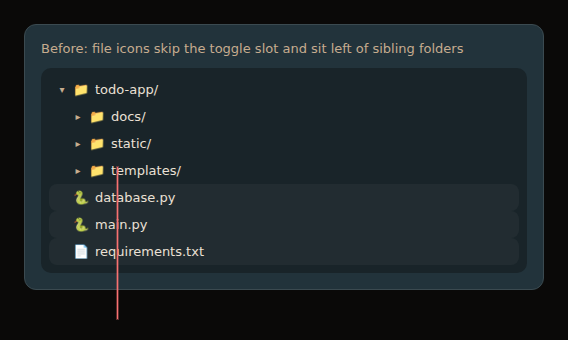 Before: file icons skip the toggle slot and sit left of sibling folders
todo-app/
docs/
static/
templates/
database.py
main.py
requirements.txt